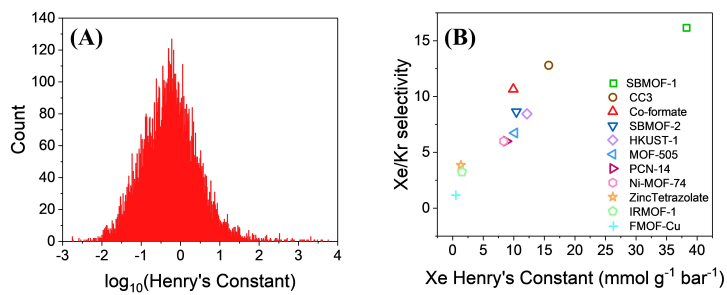 (A)
140
120
100
80
60
40
20
0
Count
-3 -2 -1 0 1 2 3 4
log10(Henry's Constant)
(B)
15
10
5
0
Xe/Kr selectivity
SBMOF-1
CC3
Co-formate
SBMOF-2
HKUST-1
MOF-505
PCN-14
Ni-MOF-74
ZincTetrazolate
IRMOF-1
FMOF-Cu
0 5 10 15 20 25 30 35 40
Xe Henry's Constant (mmol g⁻¹ bar⁻¹)